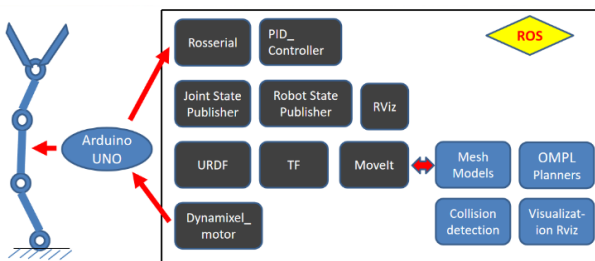 Rosserial
PID_
Controller
ROS
Joint State
Publisher
Robot State
Publisher
RViz
Arduino
UNO
URDF
TF
MoveIt
Mesh
Models
OMPL
Planners
Dynamixel_
motor
Collision
detection
Visualizat-
ion Rviz